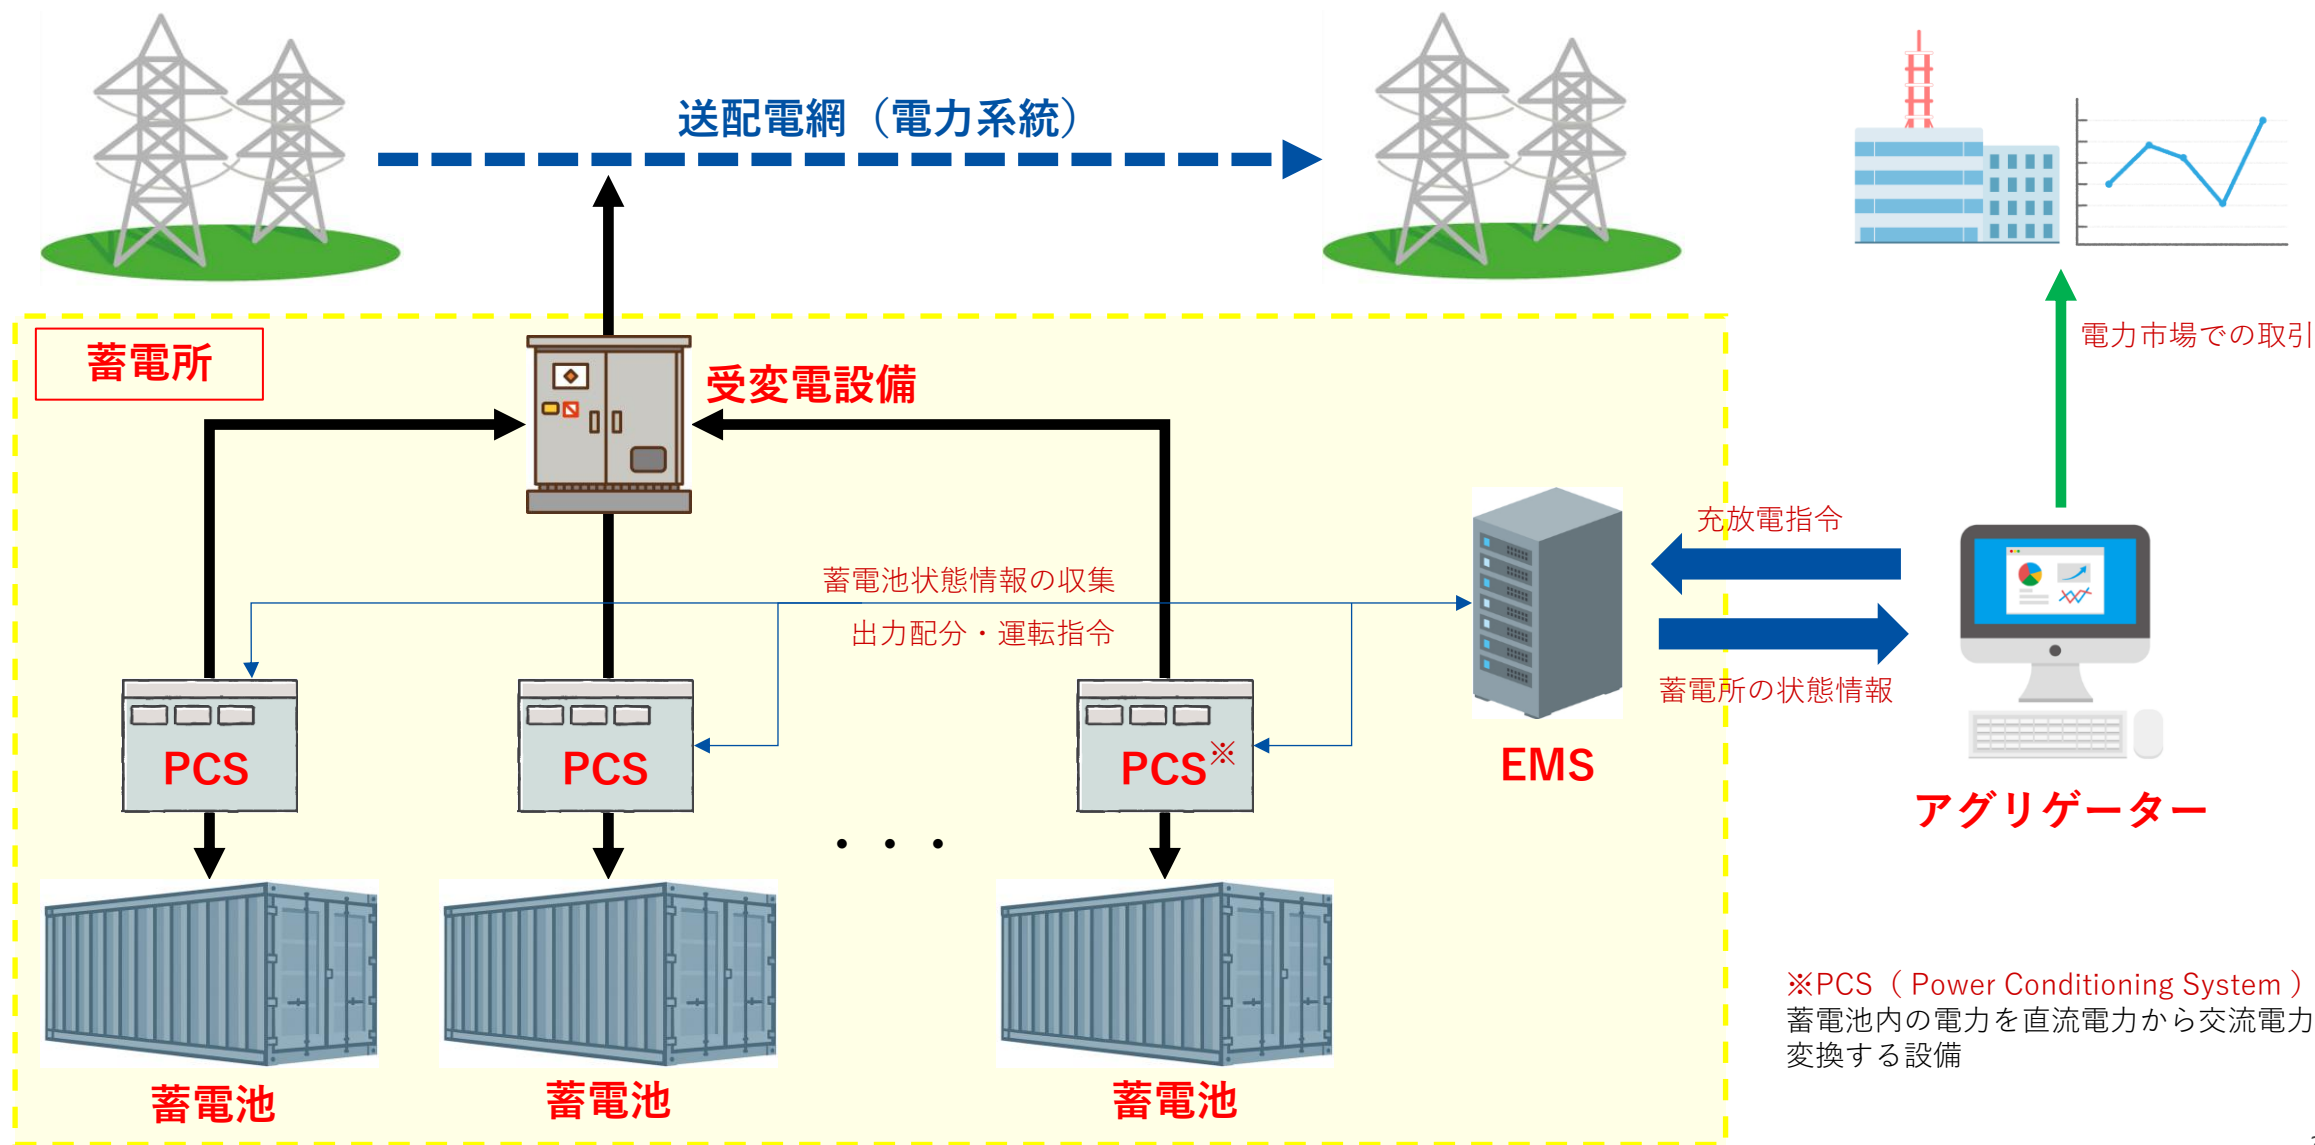 送配電網（電力系統）
電力市場での取引
蓄電所
受変電設備
充放電指令
蓄電池状態情報の収集
出力配分・運転指令
蓄電所の状態情報
PCS
PCS
PCS※
EMS
アグリゲーター
・・・
蓄電池
蓄電池
蓄電池
※PCS（ Power Conditioning System ）
蓄電池内の電力を直流電力から交流電力
変換する設備